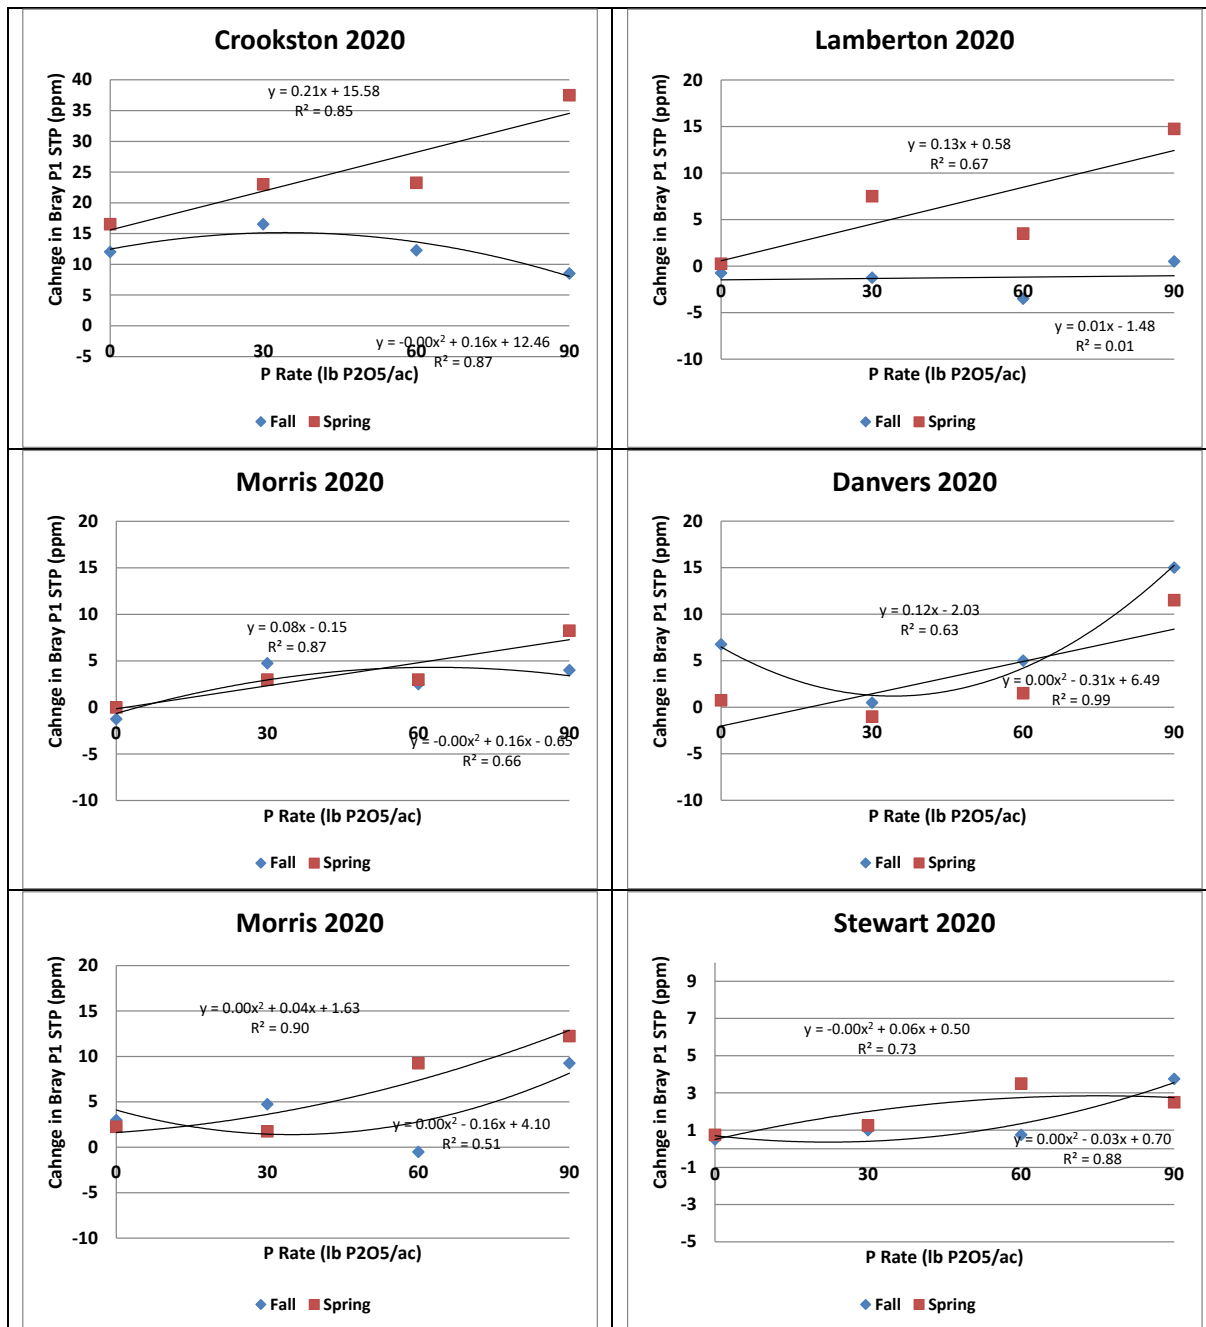 Crookston 2020
Cahnge in Bray P1 STP (ppm)
40
35
30
25
20
15
10
5
0
-5
y = 0.21x + 15.58
R² = 0.85
y = -0.00x² + 0.16x + 12.46
R² = 0.87
0 30 60 90
P Rate (lb P2O5/ac)
Fall Spring
Lamberton 2020
Cahnge in Bray P1 STP (ppm)
20
15
10
5
0
-5
-10
y = 0.13x + 0.58
R² = 0.67
0 30 60 90
y = 0.01x - 1.48
R² = 0.01
P Rate (lb P2O5/ac)
Fall Spring
Morris 2020
Cahnge in Bray P1 STP (ppm)
20
15
10
5
0
-5
-10
y = 0.08x - 0.15
R² = 0.87
0 30 60 90
y = -0.00x² + 0.16x - 0.65
R² = 0.66
P Rate (lb P2O5/ac)
Fall Spring
Danvers 2020
Cahnge in Bray P1 STP (ppm)
20
15
10
5
0
-5
-10
y = 0.12x - 2.03
R² = 0.63
y = 0.00x² - 0.31x + 6.49
R² = 0.99
0 30 60 90
P Rate (lb P2O5/ac)
Fall Spring
Morris 2020
Cahnge in Bray P1 STP (ppm)
20
15
10
5
0
-5
-10
y = 0.00x² + 0.04x + 1.63
R² = 0.90
y = 0.00x² - 0.16x + 4.10
R² = 0.51
0 30 60 90
P Rate (lb P2O5/ac)
Fall Spring
Stewart 2020
Cahnge in Bray P1 STP (ppm)
9
7
5
3
1
-1
-3
-5
y = -0.00x² + 0.06x + 0.50
R² = 0.73
y = 0.00x² - 0.03x + 0.70
R² = 0.88
0 30 60 90
P Rate (lb P2O5/ac)
Fall Spring